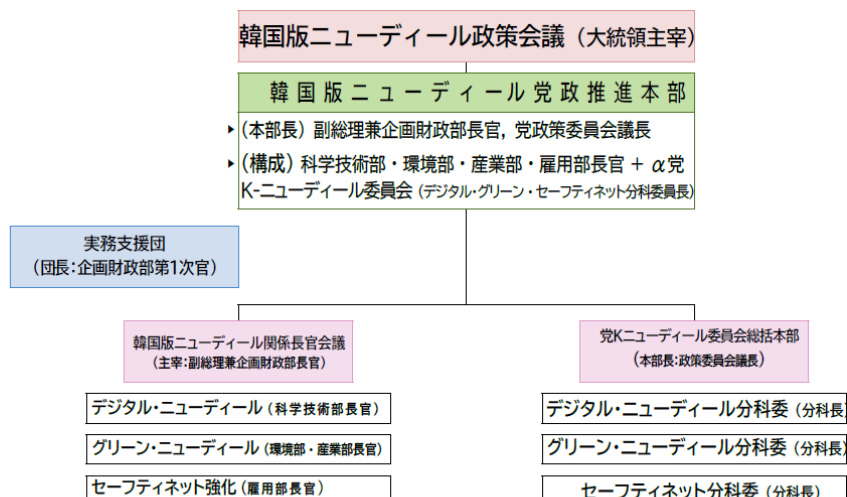 韓国版ニューディール政策会議（大統領主宰）
韓国版ニューディール党政推進本部
▸(本部長）副総理兼企画財政部長官，党政策委員会議長
▸(構成）科学技術部・環境部・産業部・雇用部長官 + α党
K-ニューディール委員会（デジタル・グリーン・セーフティネット分科委員長）
実務支援団
（団長：企画財政部第1次官）
韓国版ニューディール関係長官会議
（主宰：副総理兼企画財政部長官）
党Kニューディール委員会総括本部
（本部長：政策委員会議長）
デジタル・ニューディール（科学技術部長官）
グリーン・ニューディール（環境部・産業部長官）
セーフティネット強化（雇用部長官）
デジタル・ニューディール分科委（分科長）
グリーン・ニューディール分科委（分科長）
セーフティネット分科委（分科長）